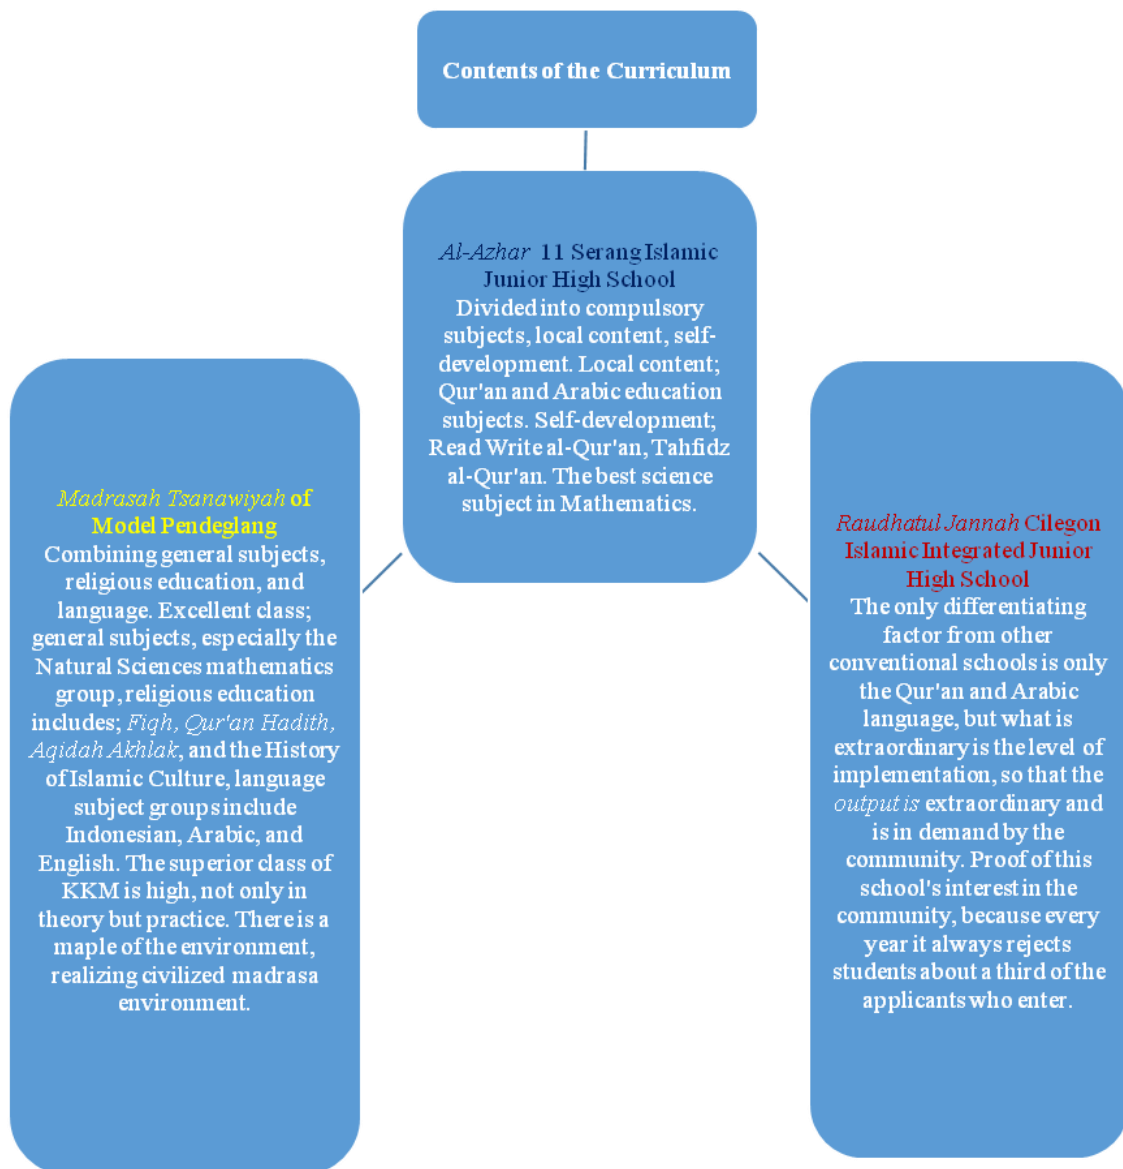 Contents of the Curriculum
Al-Azhar 11 Serang Islamic
Junior High School
Divided into compulsory
subjects, local content, self-
development. Local content;
Qur'an and Arabic education
subjects. Self-development;
Read Write al-Qur'an, Tahfidz
al-Qur'an. The best science
subject in Mathematics.
Madrasah Tsanawiyah of
Model Pendeglang
Combining general subjects,
religious education, and
language. Excellent class;
general subjects, especially the
Natural Sciences mathematics
group, religious education
includes; Fiqh, Qur'an Hadith,
Aqidah Akhlak, and the History
of Islamic Culture, language
subject groups include
Indonesian, Arabic, and
English. The superior class of
KKM is high, not only in
theory but practice. There is a
maple of the environment,
realizing civilized madrasa
environment.
Raudhatul Jannah Cilegon
Islamic Integrated Junior
High School
The only differentiating
factor from other
conventional schools is only
the Qur'an and Arabic
language, but what is
extraordinary is the level of
implementation, so that the
output is extraordinary and
is in demand by the
community. Proof of this
school's interest in the
community, because every
year it always rejects
students about a third of the
applicants who enter.